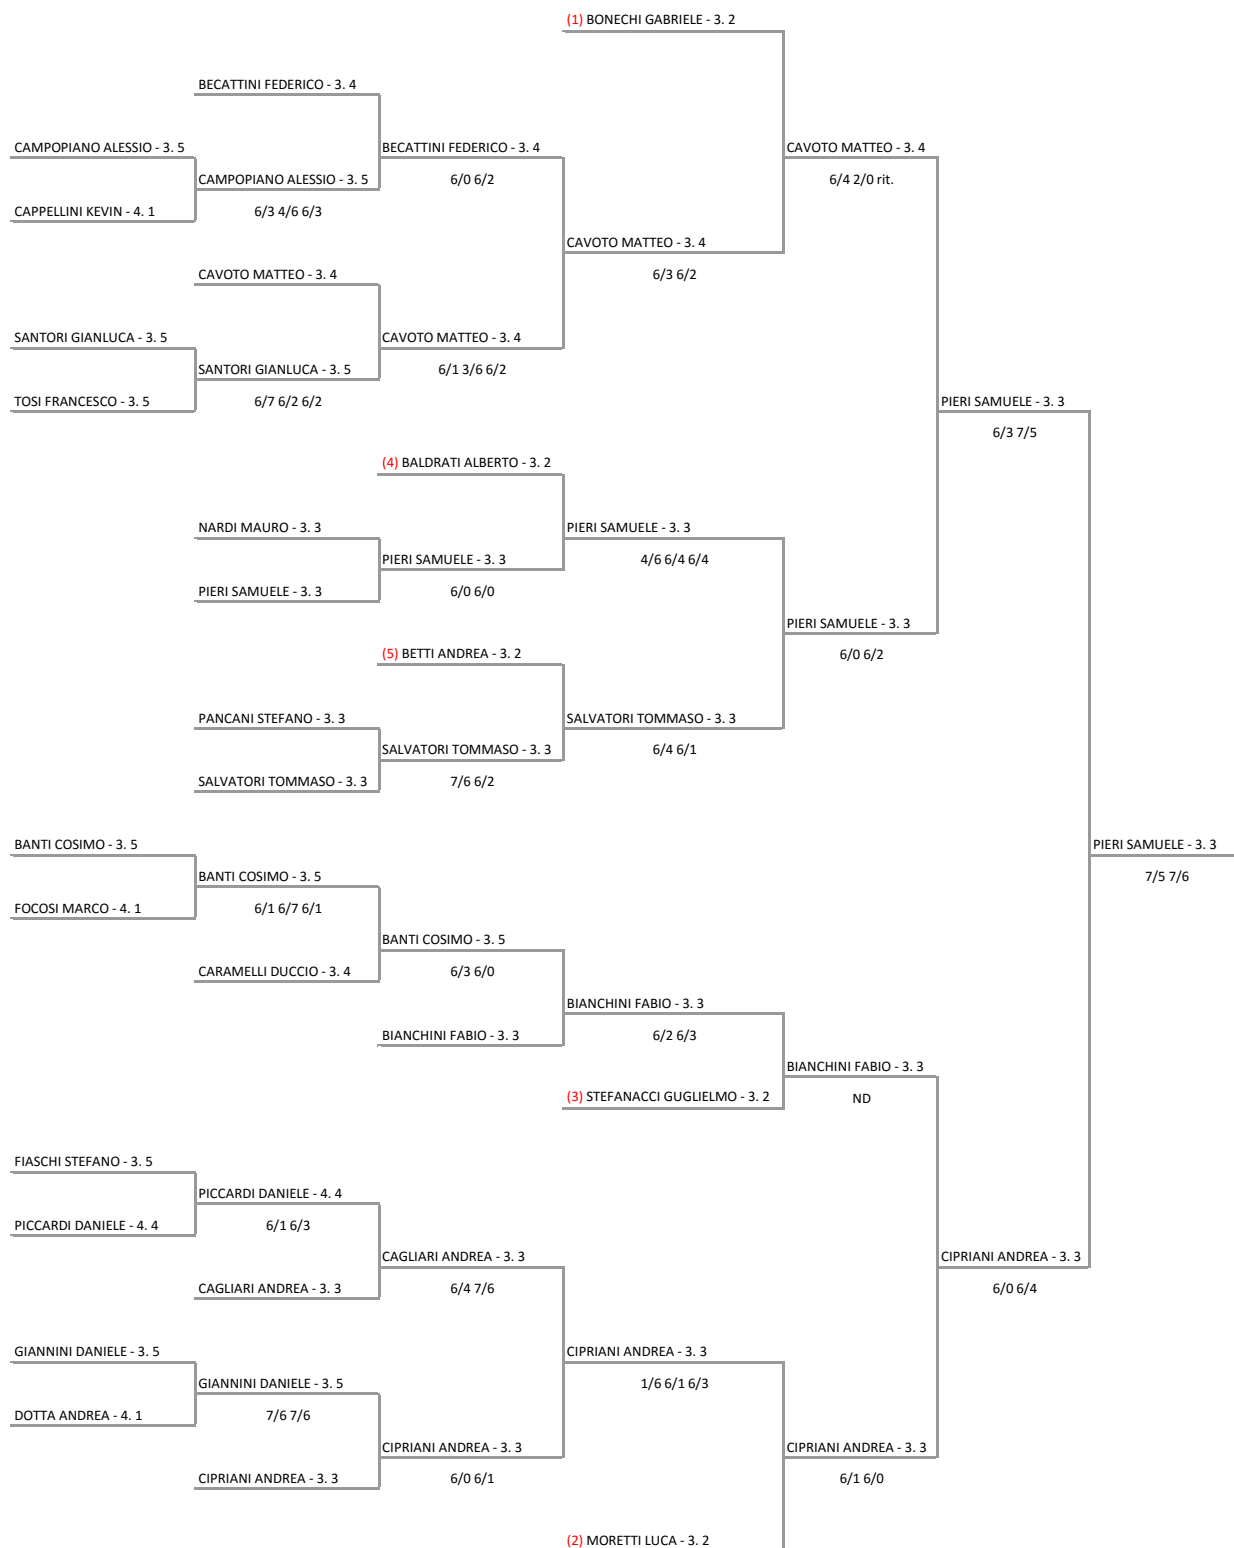 (1) BONECHI GABRIELE - 3. 2
BECATTINI FEDERICO - 3. 4
CAMPOPIANO ALESSIO - 3. 5
BECATTINI FEDERICO - 3. 4
CAVOTO MATTEO - 3. 4
CAMPOPIANO ALESSIO - 3. 5
6/0 6/2
6/4 2/0 rit.
CAPPELLINI KEVIN - 4. 1
6/3 4/6 6/3
CAVOTO MATTEO - 3. 4
CAVOTO MATTEO - 3. 4
6/3 6/2
SANTORI GIANLUCA - 3. 5
CAVOTO MATTEO - 3. 4
SANTORI GIANLUCA - 3. 5
6/1 3/6 6/2
TOSI FRANCESCO - 3. 5
6/7 6/2 6/2
PIERI SAMUELE - 3. 3
6/3 7/5
(4) BALDRATI ALBERTO - 3. 2
NARDI MAURO - 3. 3
PIERI SAMUELE - 3. 3
PIERI SAMUELE - 3. 3
4/6 6/4 6/4
PIERI SAMUELE - 3. 3
6/0 6/0
PIERI SAMUELE - 3. 3
(5) BETTI ANDREA - 3. 2
6/0 6/2
PANCANI STEFANO - 3. 3
SALVATORI TOMMASO - 3. 3
SALVATORI TOMMASO - 3. 3
6/4 6/1
SALVATORI TOMMASO - 3. 3
7/6 6/2
BANTI COSIMO - 3. 5
PIERI SAMUELE - 3. 3
BANTI COSIMO - 3. 5
7/5 7/6
FOCOSI MARCO - 4. 1
6/1 6/7 6/1
BANTI COSIMO - 3. 5
CARAMELLI DUCCIO - 3. 4
6/3 6/0
BIANCHINI FABIO - 3. 3
BIANCHINI FABIO - 3. 3
6/2 6/3
BIANCHINI FABIO - 3. 3
(3) STEFANACCI GUGLIELMO - 3. 2
ND
FIASCHI STEFANO - 3. 5
PICCARDI DANIELE - 4. 4
PICCARDI DANIELE - 4. 4
6/1 6/3
CAGLIARI ANDREA - 3. 3
CIPRIANI ANDREA - 3. 3
CAGLIARI ANDREA - 3. 3
6/4 7/6
6/0 6/4
GIANNINI DANIELE - 3. 5
CIPRIANI ANDREA - 3. 3
GIANNINI DANIELE - 3. 5
1/6 6/1 6/3
DOTTA ANDREA - 4. 1
7/6 7/6
CIPRIANI ANDREA - 3. 3
CIPRIANI ANDREA - 3. 3
CIPRIANI ANDREA - 3. 3
6/0 6/1
6/1 6/0
(2) MORETTI LUCA - 3. 2